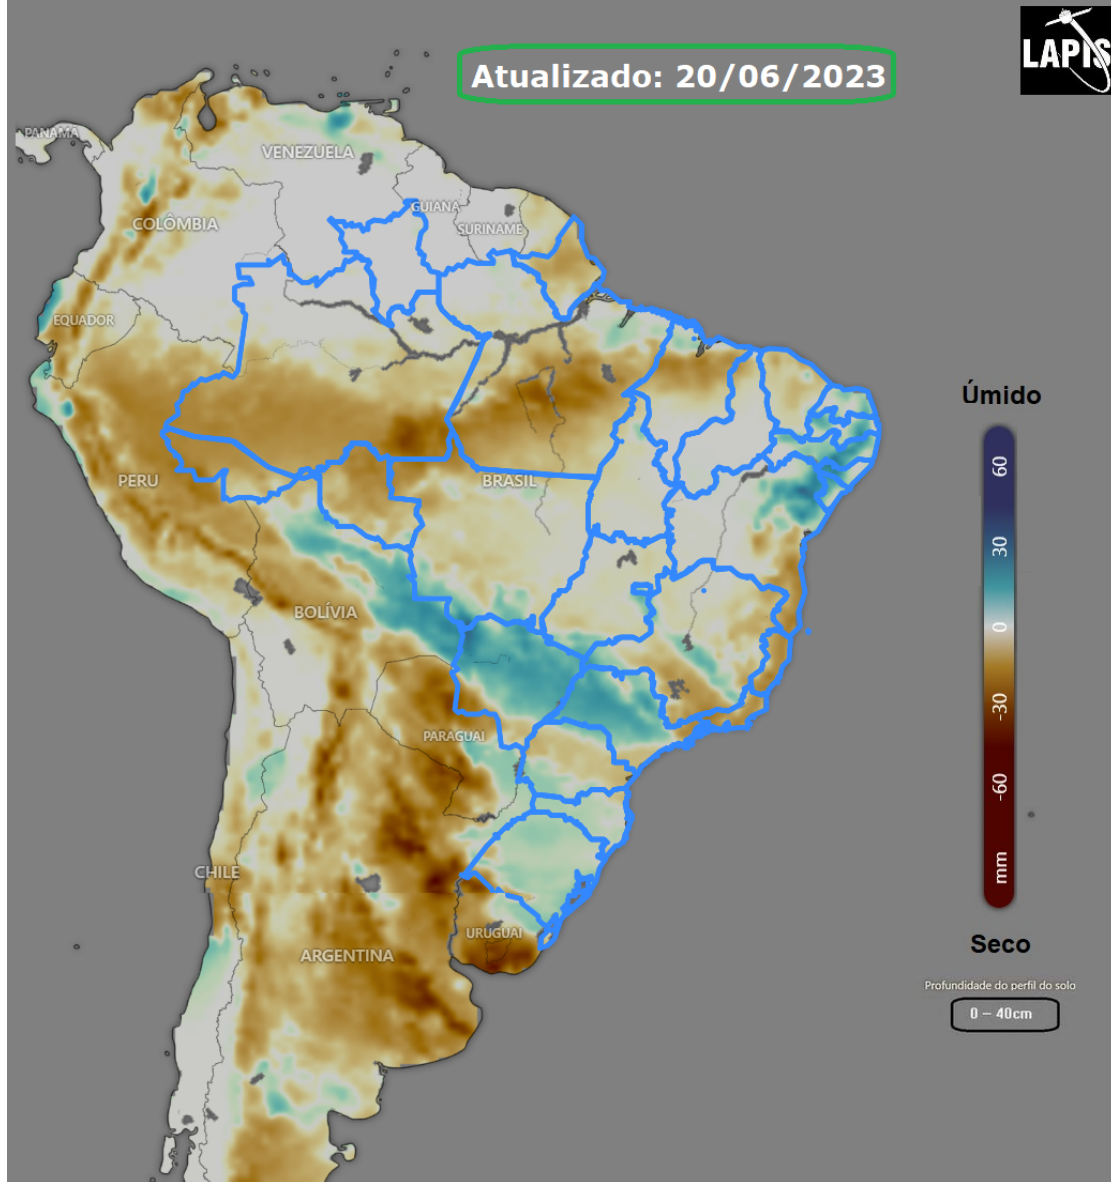 LAPIS
Atualizado: 20/06/2023
PANAMÁ
VENEZUELA
GUIANA
COLÔMBIA
SURINAME
EQUADOR
Úmido
PERU
BRASIL
60
30
BOLÍVIA
0
-30
PARAGUAI
-60
CHILE
mm
URUGUAI
ARGENTINA
Seco
Profundidade do perfil do solo
0 – 40cm